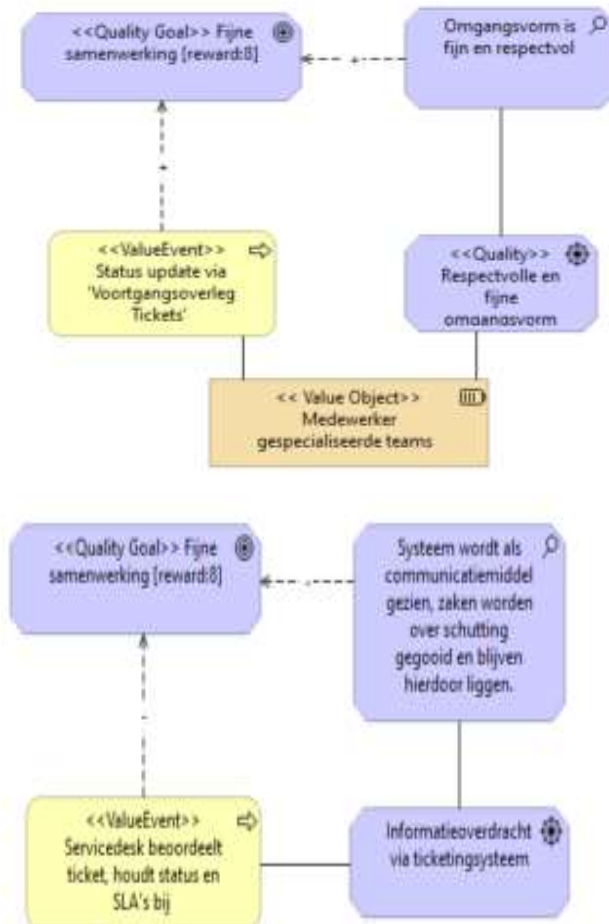 <<Quality Goal>> Fijne
samenwerking [reward:8]
Omgangsvorm is
fijn en respectvol
+
+
<<ValueEvent>>
Status update via
'Voortgangsoverleg
Tickets'
<<Quality>>
Respectvolle en
fijne
omgangsvorm
<< Value Object>>
Medewerker
gespecialiseerde teams
<<Quality Goal>> Fijne
samenwerking [reward:8]
Systeem wordt als
communicatiemiddel
gezien, zaken worden
over schutting
gegooid en blijven
hierdoor liggen.
-
-
<<ValueEvent>>
Servicedesk beoordeelt
ticket, houdt status en
SLA's bij
Informatieoverdracht
via ticketingsysteem